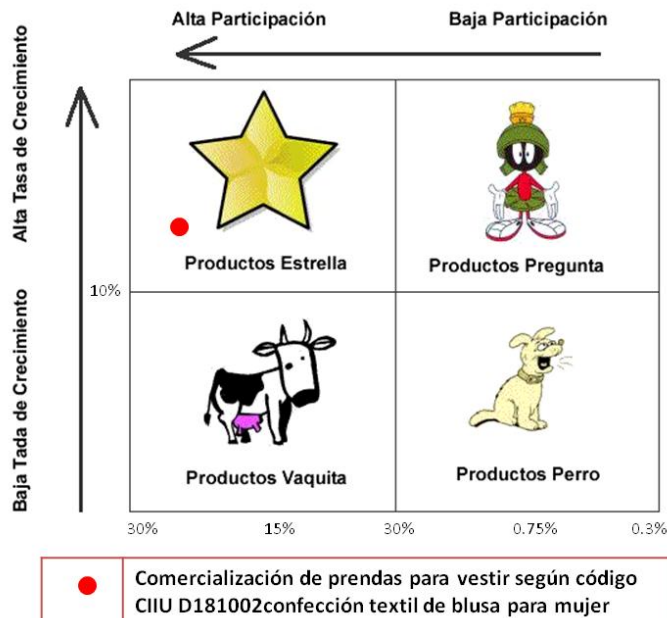 Alta Participación
Baja Participación
Alta Tasa de Crecimiento
Productos Estrella
Productos Pregunta
10%
Baja Tada de Crecimiento
Productos Vaquita
Productos Perro
30%
15%
30%
0.75%
0.3%
Comercialización de prendas para vestir según código
CIIU D181002confección textil de blusa para mujer